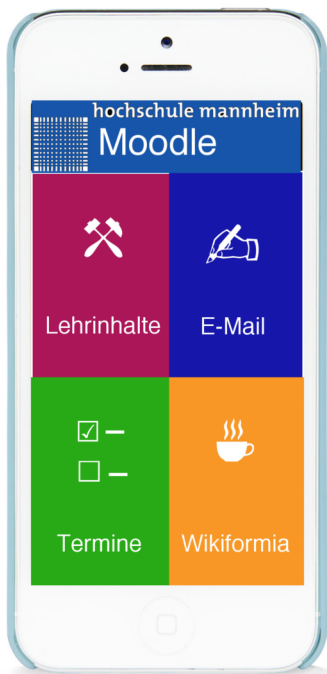 hochschule mannheim
Moodle
Lehrinhalte
E-Mail
Termine
Wikiformia